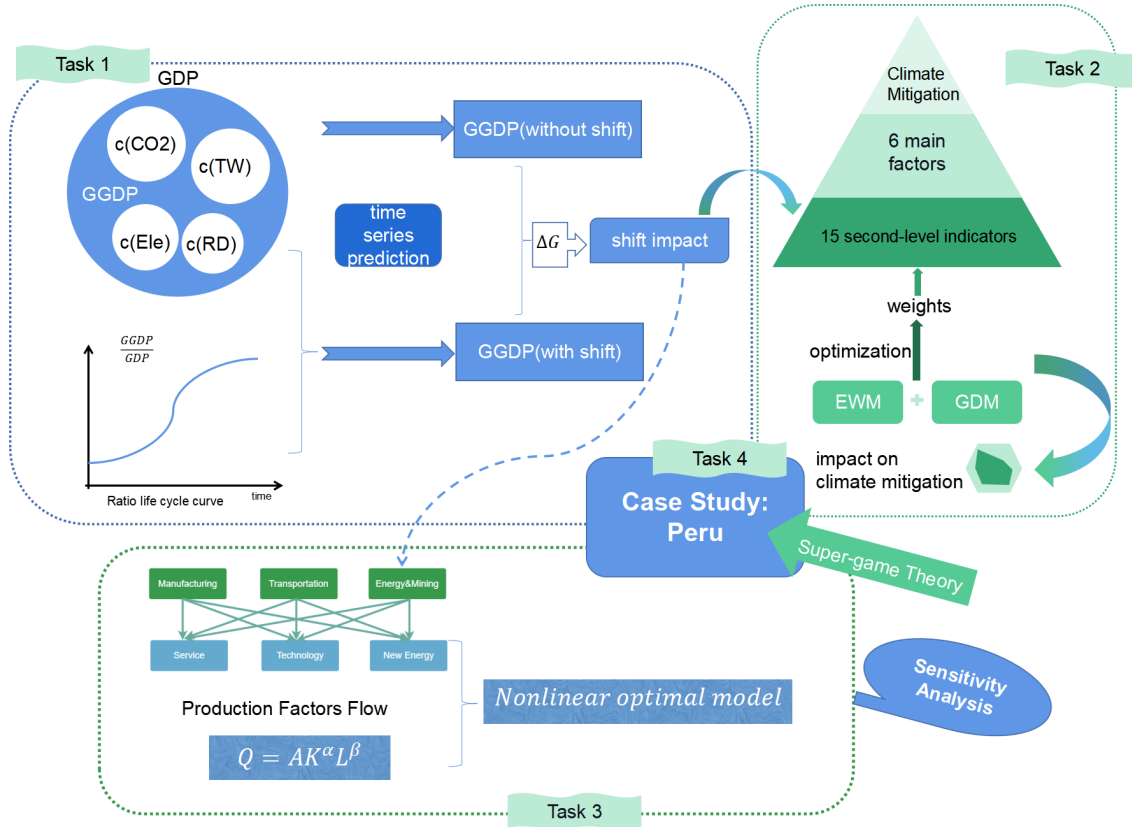 Task 1
GDP
c(CO2)
c(TW)
GGDP
c(Ele)
c(RD)
GGDP(without shift)
time
series
prediction
ΔG
shift impact
GGDP(with shift)
GGDP
GDP
time
Ratio life cycle curve
Task 2
Climate
Mitigation
6 main
factors
15 second-level indicators
weights
optimization
EWM
+
GDM
impact on
climate mitigation
Task 4
Case Study:
Peru
Super-game Theory
Manufacturing
Transportation
Energy&Mining
Service
Technology
New Energy
Production Factors Flow
Q = AK^α L^β
Nonlinear optimal model
Task 3
Sensitivity
Analysis